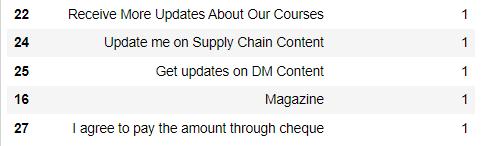 22 Receive More Updates About Our Courses 1
24 Update me on Supply Chain Content 1
25 Get updates on DM Content 1
16 Magazine 1
27 I agree to pay the amount through cheque 1